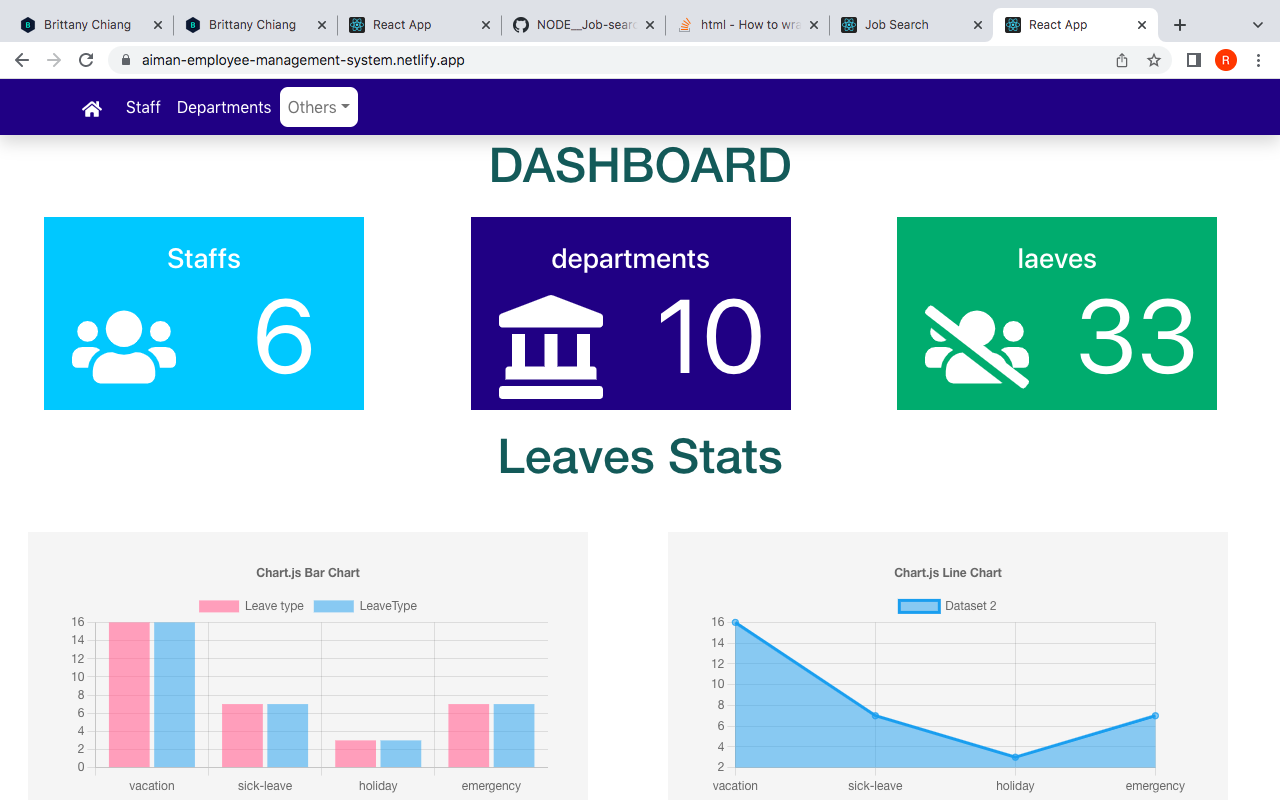 Brittany Chiang
Brittany Chiang
React App
NODE__Job-sear
html - How to wra
Job Search
React App
aiman-employee-management-system.netlify.app
R
Staff Departments Others
DASHBOARD
Staffs
6
departments
10
laeves
33
Leaves Stats
Chart.js Bar Chart
Leave type LeaveType
16
14
12
10
8
6
4
2
0
vacation sick-leave holiday emergency
Chart.js Line Chart
Dataset 2
16
14
12
10
8
6
4
2
vacation sick-leave holiday emergency